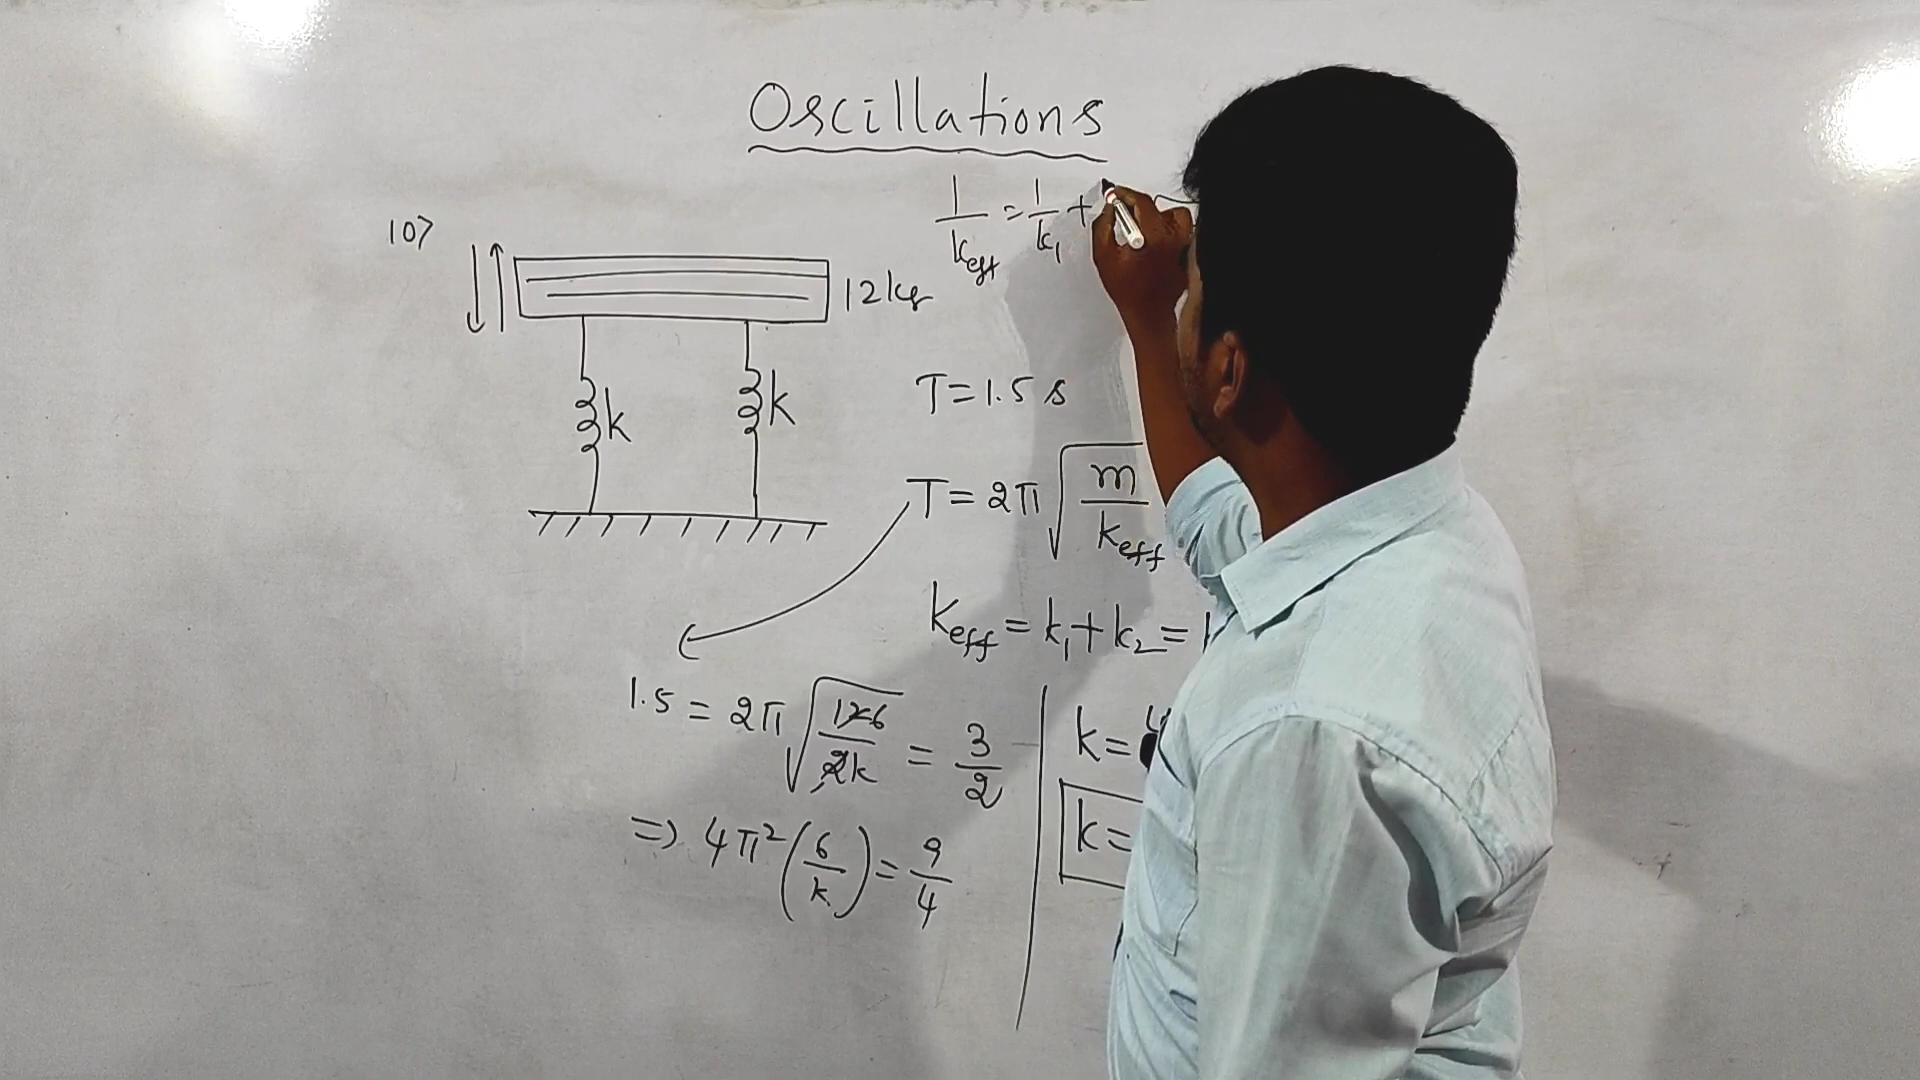 Oscillations
10>
1/keff = 1/k₁ +
12kg
k
k
T = 1.5 s
T = 2π √(m/keff)
keff = k₁ + k₂ =
1.5 = 2π √(12 6/2k) = 3/2
k =
⇒ 4π² (6/k) = 9/4
k =